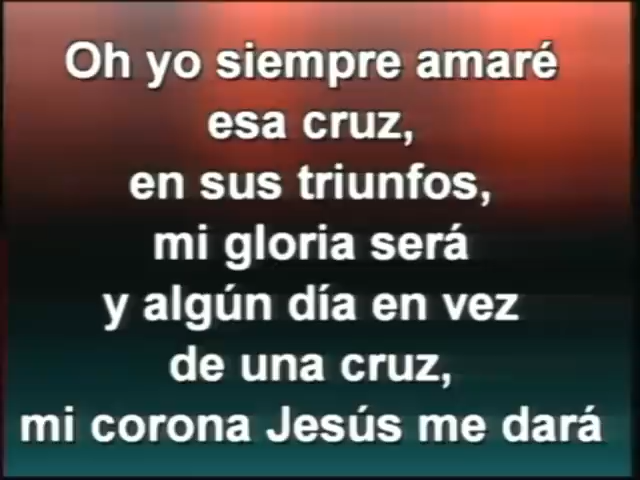 Oh yo siempre amaré
esa cruz,
en sus triunfos,
mi gloria será
y algún día en vez
de una cruz,
mi corona Jesús me dará